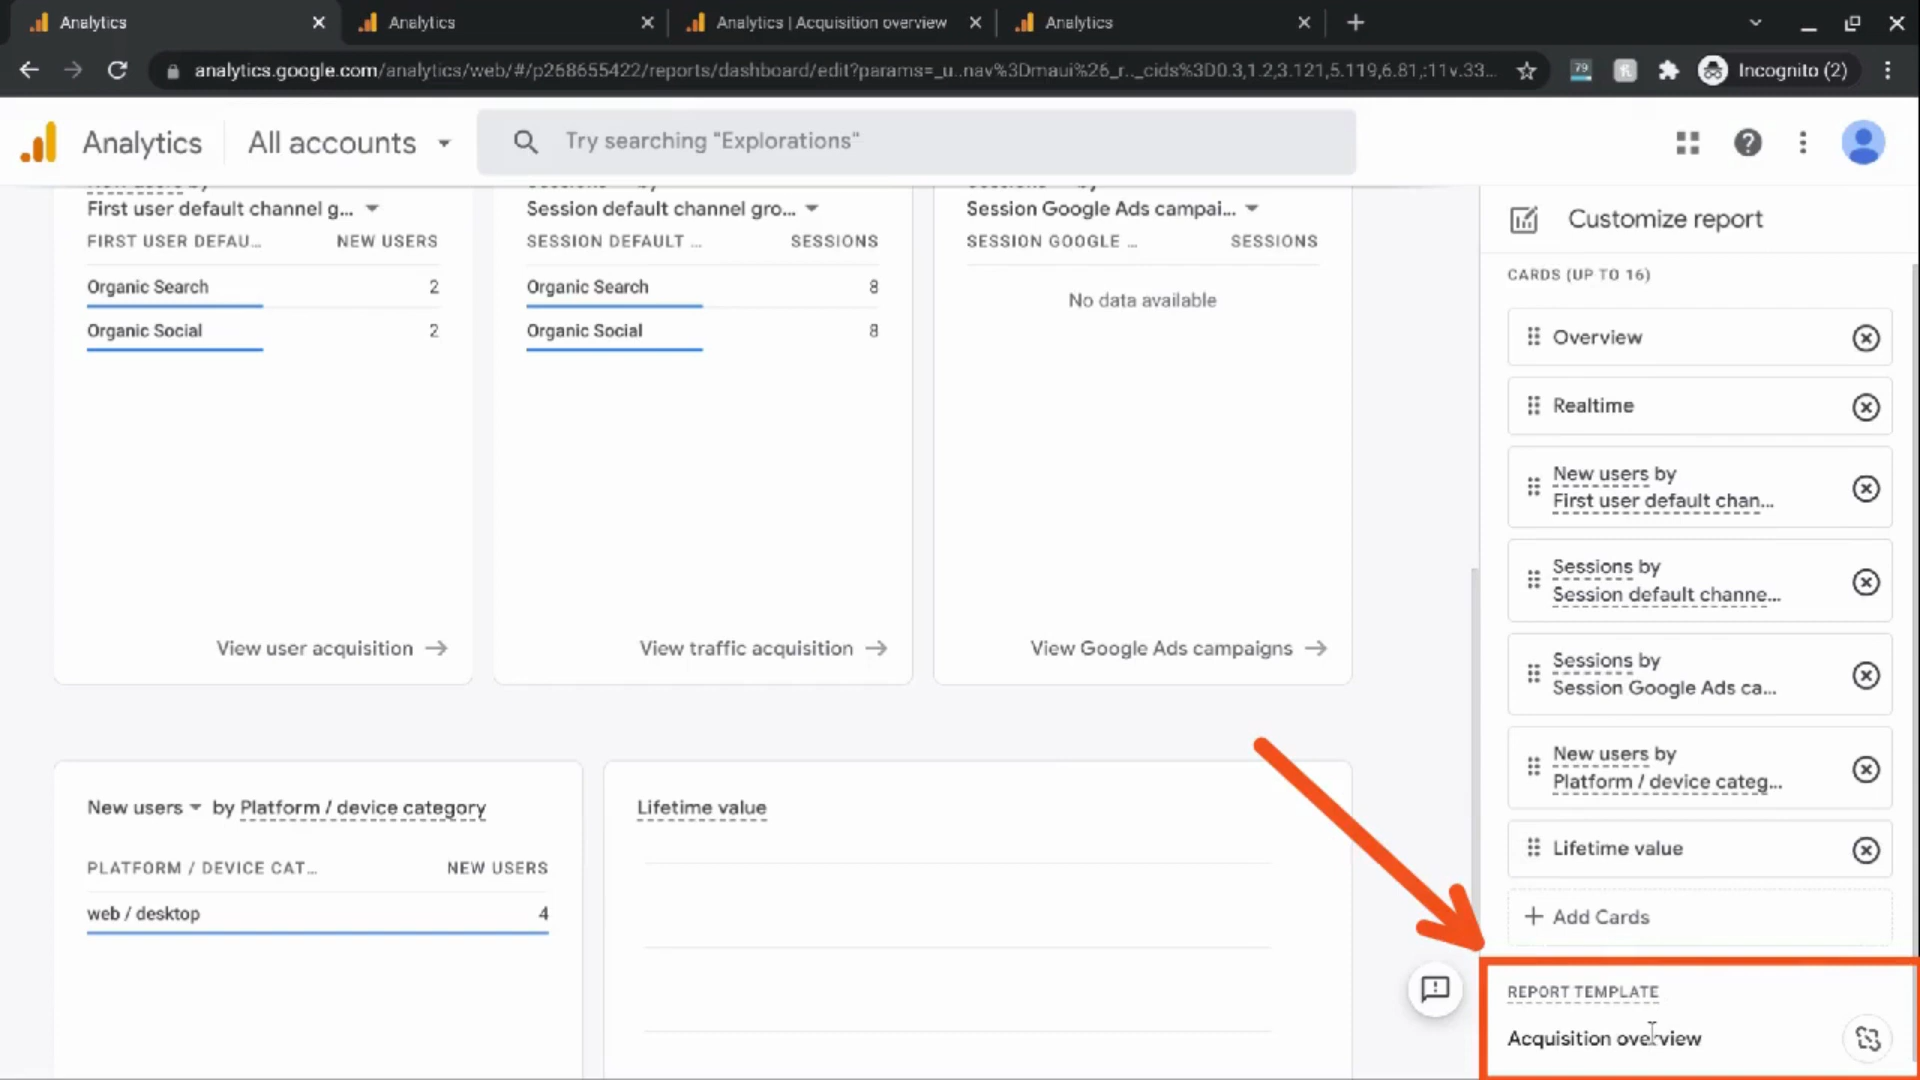 Analytics
Analytics
Analytics | Acquisition overview
Analytics
analytics.google.com/analytics/web/#/p268655422/reports/dashboard/edit?params=_u..nav%3Dmaui%26_r.._cids%3D0.3,1.2,3.121,5.119,6.81,:11v.33...
79
Incognito (2)
Analytics
All accounts
Try searching "Explorations"
First user default channel g...
FIRST USER DEFAU... NEW USERS
Organic Search 2
Organic Social 2
View user acquisition
Session default channel gro...
SESSION DEFAULT ... SESSIONS
Organic Search 8
Organic Social 8
View traffic acquisition
Session Google Ads campai...
SESSION GOOGLE ... SESSIONS
No data available
View Google Ads campaigns
New users by Platform / device category
PLATFORM / DEVICE CAT... NEW USERS
web / desktop 4
Lifetime value
Customize report
CARDS (UP TO 16)
Overview
Realtime
New users by
First user default chan...
Sessions by
Session default channe...
Sessions by
Session Google Ads ca...
New users by
Platform / device categ...
Lifetime value
+ Add Cards
REPORT TEMPLATE
Acquisition overview